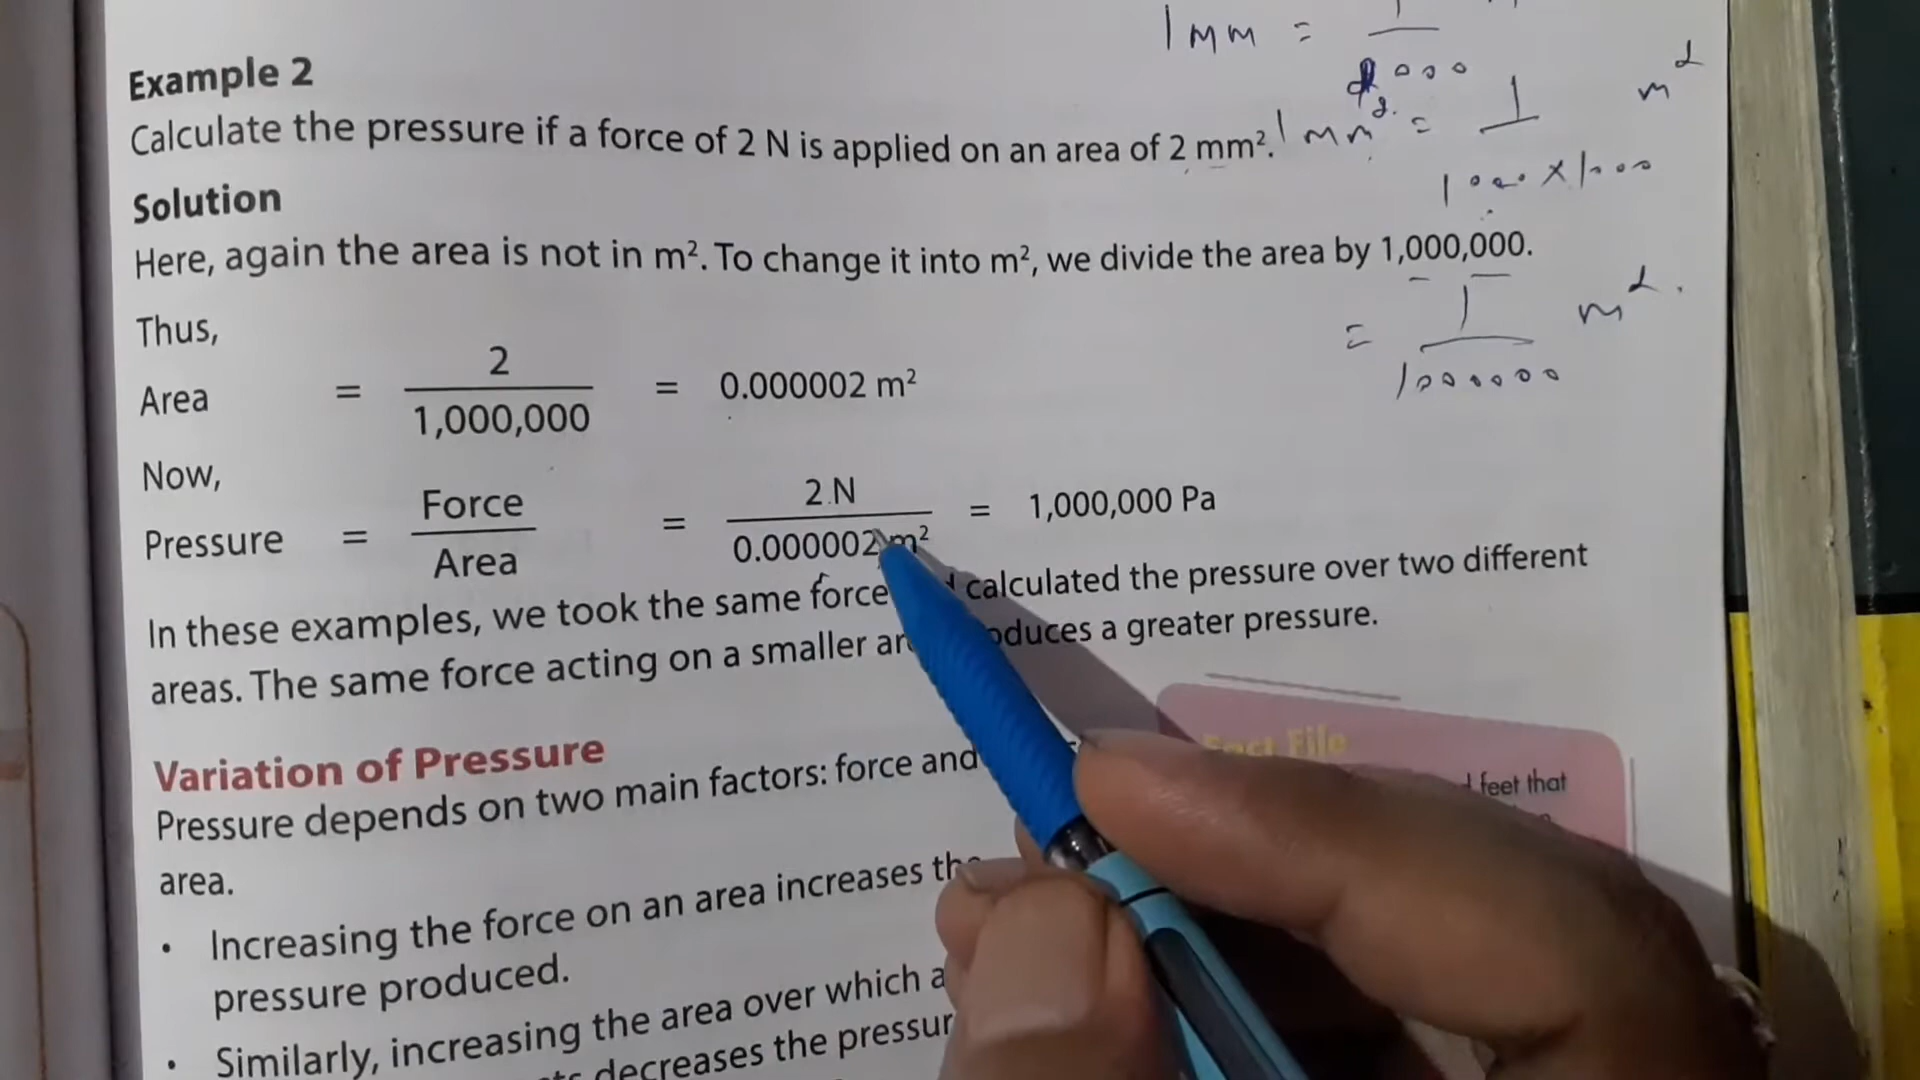 1 mm = 1
1000
Example 2
Calculate the pressure if a force of 2 N is applied on an area of 2 mm².
1 mm² = 1 m²
1000 × 1000
Solution
Here, again the area is not in m². To change it into m², we divide the area by 1,000,000.
= 1 m².
1000000
Thus,
Area = 2 / 1,000,000 = 0.000002 m²
Now,
Pressure = Force / Area = 2 N / 0.000002 m² = 1,000,000 Pa
In these examples, we took the same force calculated the pressure over two different
areas. The same force acting on a smaller a greater pressure.
Variation of Pressure
Pressure depends on two main factors: force and
area.
Fact File
feet that
• Increasing the force on an area increases the
pressure produced.
• Similarly, increasing the area over which a
decreases the